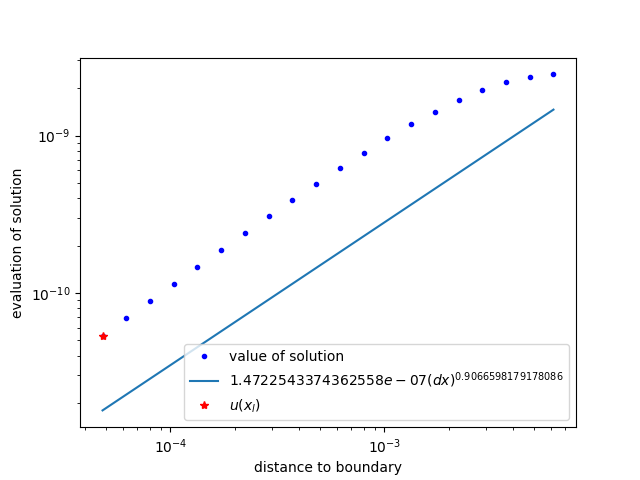 evaluation of solution
10⁻⁹
10⁻¹⁰
value of solution
1.4722543374362558e − 07(dx)^0.9066598179178086
u(x_l)
10⁻⁴
10⁻³
distance to boundary